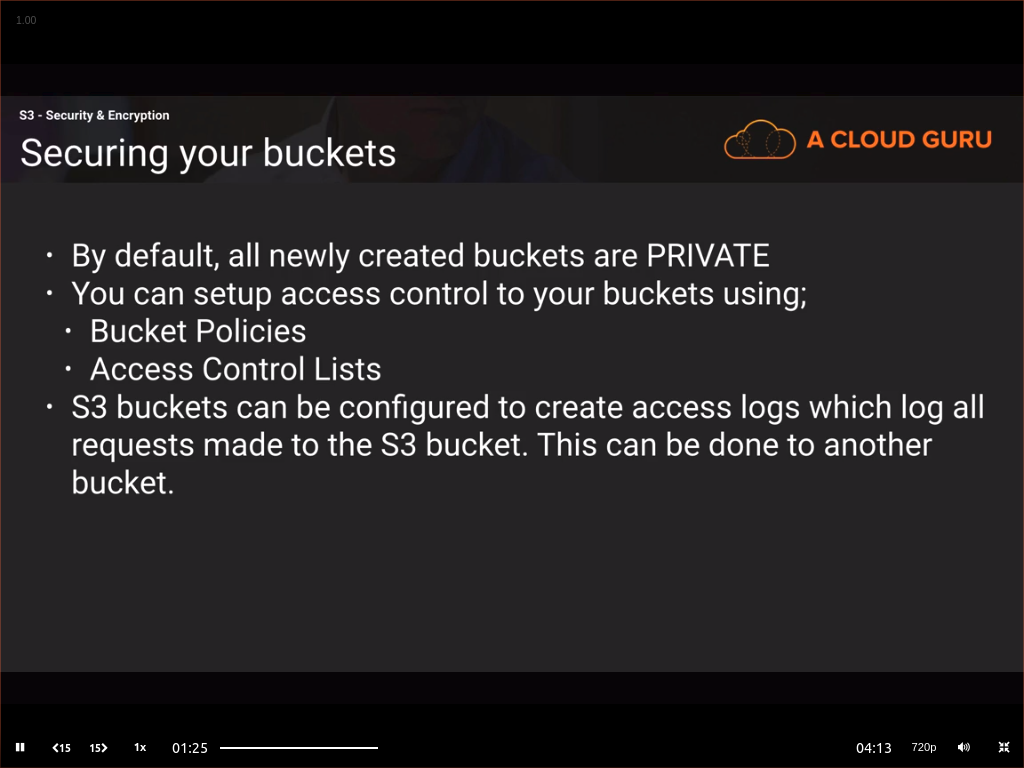 1.00
S3 - Security & Encryption
Securing your buckets
A CLOUD GURU
• By default, all newly created buckets are PRIVATE
• You can setup access control to your buckets using;
• Bucket Policies
• Access Control Lists
• S3 buckets can be configured to create access logs which log all
requests made to the S3 bucket. This can be done to another
bucket.
15 15 1x 01:25 04:13 720p